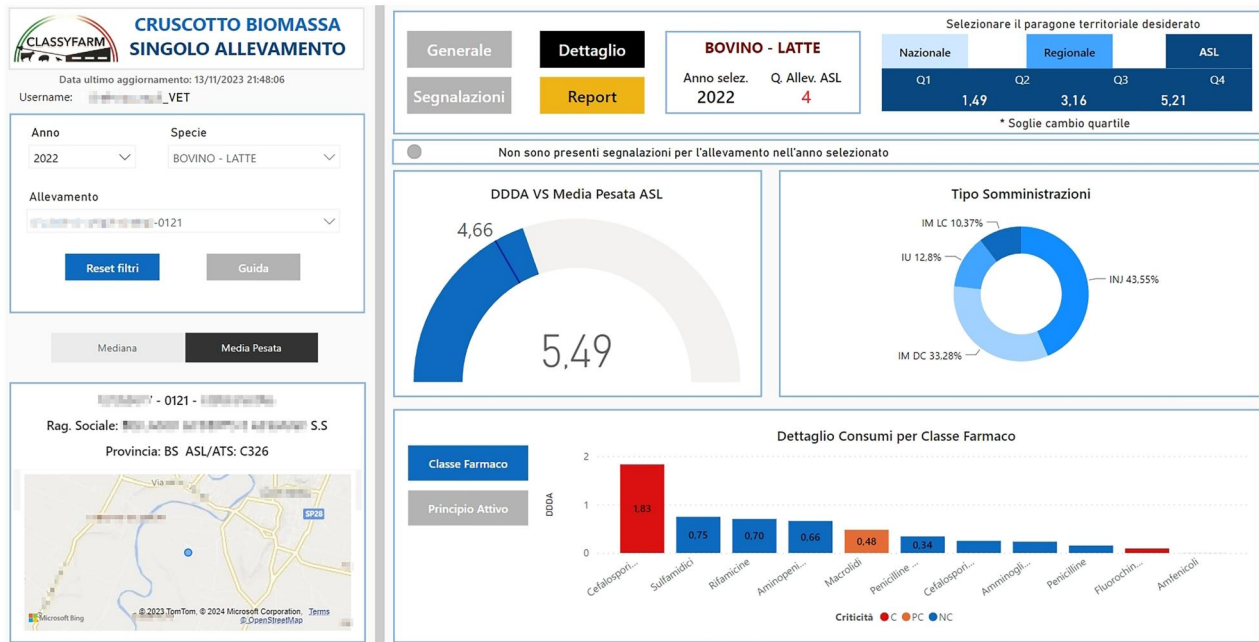 CLASSYFARM
CRUSCOTTO BIOMASSA
SINGOLO ALLEVAMENTO
Data ultimo aggiornamento: 13/11/2023 21:48:06
Username: _VET
Anno
Specie
2022
BOVINO - LATTE
Allevamento
-0121
Reset filtri
Guida
Mediana
Media Pesata
- 0121 -
Rag. Sociale: S.S
Provincia: BS ASL/ATS: C326
Via
SP28
Microsoft Bing
© 2023 TomTom, © 2024 Microsoft Corporation, Terms
© OpenStreetMap
Generale
Dettaglio
Segnalazioni
Report
BOVINO - LATTE
Anno selez.
Q. Allev. ASL
2022
4
Selezionare il paragone territoriale desiderato
Nazionale
Regionale
ASL
Q1 Q2 Q3 Q4
1,49 3,16 5,21
* Soglie cambio quartile
Non sono presenti segnalazioni per l'allevamento nell'anno selezionato
DDDA VS Media Pesata ASL
4,66
5,49
Tipo Somministrazioni
IM LC 10,37%
IU 12,8%
INJ 43,55%
IM DC 33,28%
Dettaglio Consumi per Classe Farmaco
Classe Farmaco
Principio Attivo
DDDA
2
1
0
1,83
0,75
0,70
0,66
0,48
0,34
Cefalospori...
Sulfamidici
Rifamicine
Aminopeni...
Macrolidi
Penicilline ...
Cefalospori...
Amminogli...
Penicilline
Fluorochin...
Amfenicoli
Criticità C PC NC